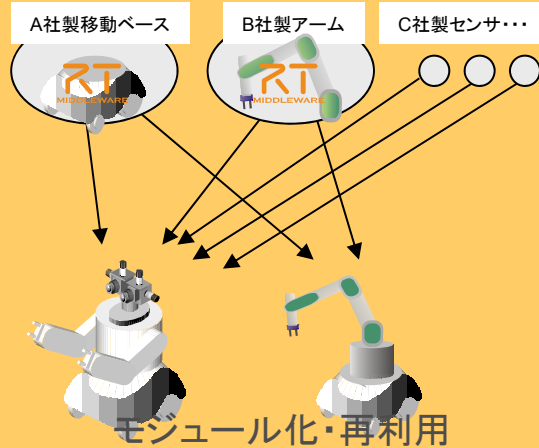 A社製移動ベース
B社製アーム
C社製センサ・・・
RT
MIDDLEWARE
RT
MIDDLEWARE
モジュール化・再利用